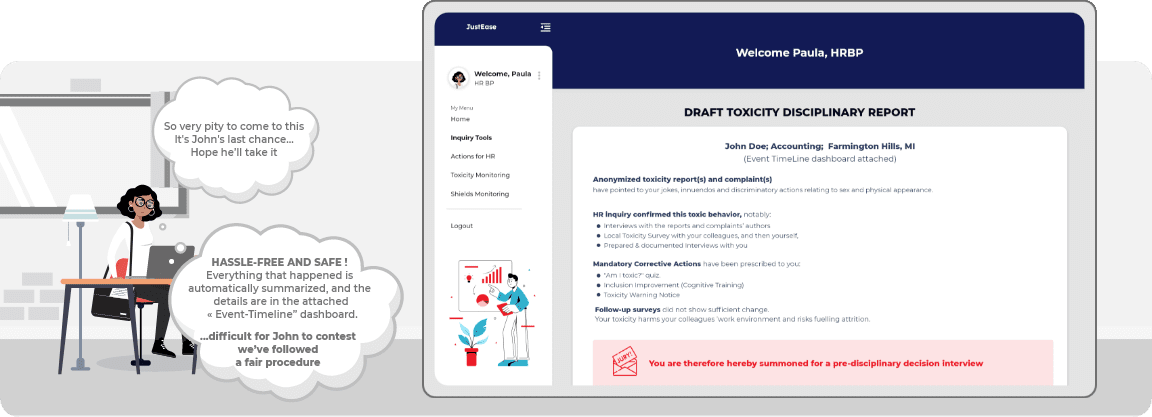 So very pity to come to this
It's John's last chance...
Hope he'll take it
HASSLE-FREE AND SAFE !
Everything that happened is
automatically summarized, and the
details are in the attached
« Event-Timeline” dashboard.
...difficult for John to contest
we've followed
a fair procedure
JustEase
Welcome Paula, HRBP
Welcome, Paula
HR BP
My Menu
Home
Inquiry Tools
Actions for HR
Toxicity Monitoring
Shields Monitoring
Logout
DRAFT TOXICITY DISCIPLINARY REPORT
John Doe; Accounting; Farmington Hills, MI
(Event TimeLine dashboard attached)
Anonymized toxicity report(s) and complaint(s)
have pointed to your jokes, innuendos and discriminatory actions relating to sex and physical appearance.
HR inquiry confirmed this toxic behavior, notably:
Interviews with the reports and complaints' authors
Local Toxicity Survey with your colleagues, and then yourself,
Prepared & documented Interviews with you
Mandatory Corrective Actions have been prescribed to you:
"Am I toxic?" quiz.
Inclusion Improvement (Cognitive Training)
Toxicity Warning Notice
Follow-up surveys did not show sufficient change.
Your toxicity harms your colleagues 'work environment and risks fuelling attrition.
JURY!
You are therefore hereby summoned for a pre-disciplinary decision interview